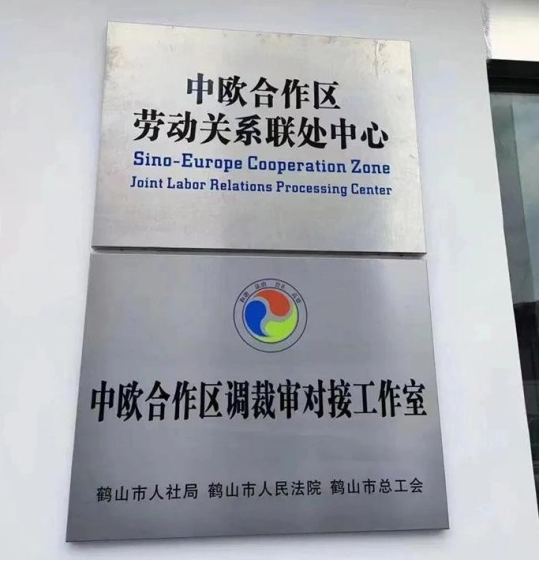 中欧合作区
劳动关系联处中心
Sino-Europe Cooperation Zone
Joint Labor Relations Processing Center
中欧合作区调裁审对接工作室
鹤山市人社局 鹤山市人民法院 鹤山市总工会